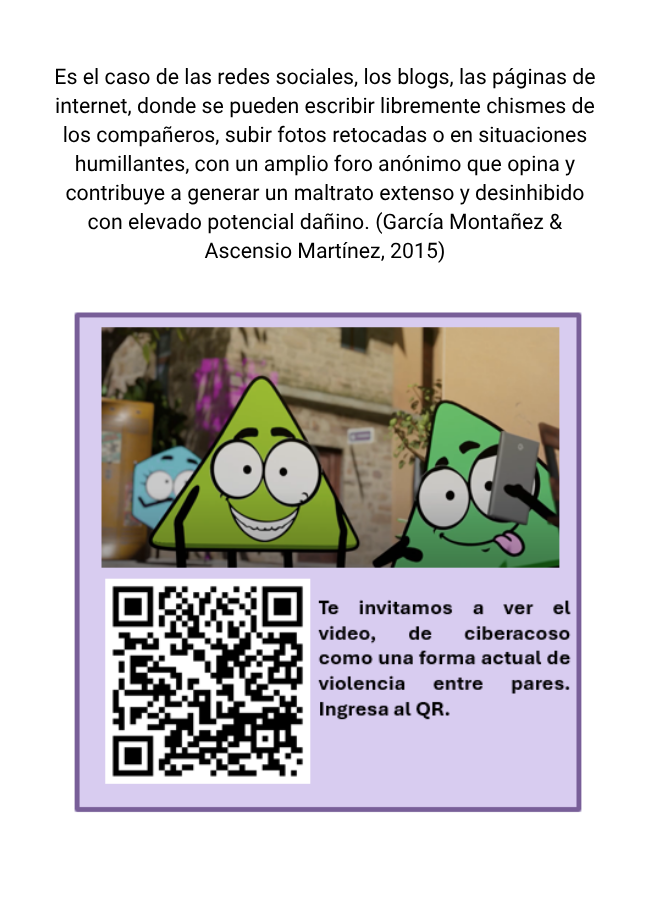 Es el caso de las redes sociales, los blogs, las páginas de
internet, donde se pueden escribir libremente chismes de
los compañeros, subir fotos retocadas o en situaciones
humillantes, con un amplio foro anónimo que opina y
contribuye a generar un maltrato extenso y desinhibido
con elevado potencial dañino. (García Montañez &
Ascensio Martínez, 2015)
Te invitamos a ver el
video, de ciberacoso
como una forma actual de
violencia entre pares.
Ingresa al QR.